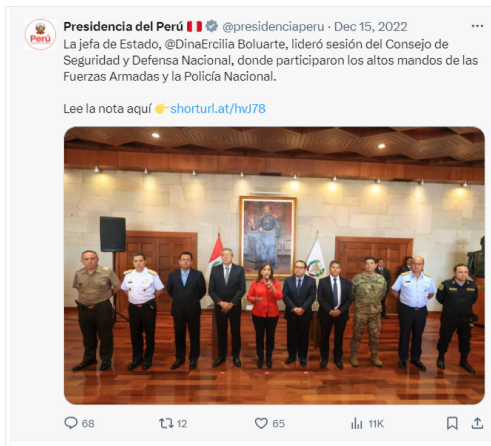 Presidencia del Perú @presidenciaperu · Dec 15, 2022
La jefa de Estado, @DinaErcilia Boluarte, lideró sesión del Consejo de
Seguridad y Defensa Nacional, donde participaron los altos mandos de las
Fuerzas Armadas y la Policía Nacional.
Lee la nota aquí 👉shorturl.at/hvJ78
Perú
68 12 65 11K